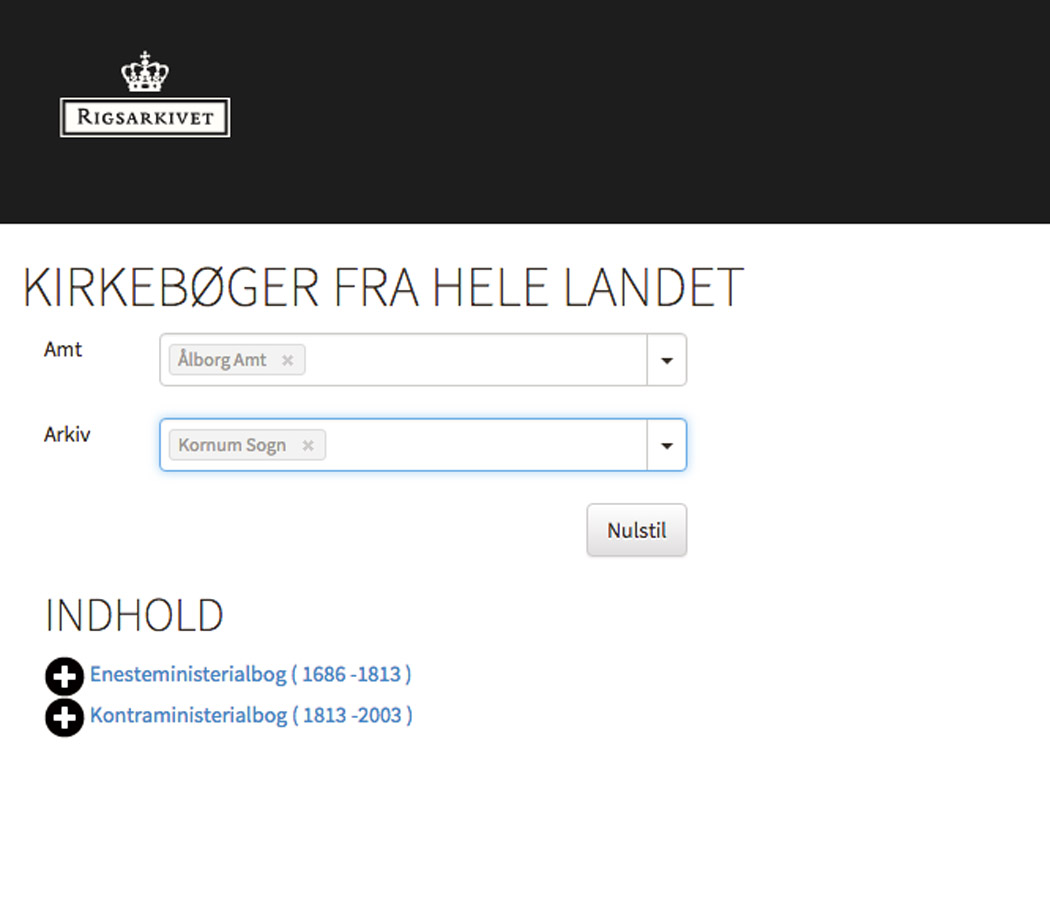 RIGSARKIVET
KIRKEBØGER FRA HELE LANDET
Amt
Ålborg Amt ×
Arkiv
Kornum Sogn ×
Nulstil
INDHOLD
Enesteministerialbog ( 1686 -1813 )
Kontraministerialbog ( 1813 -2003 )